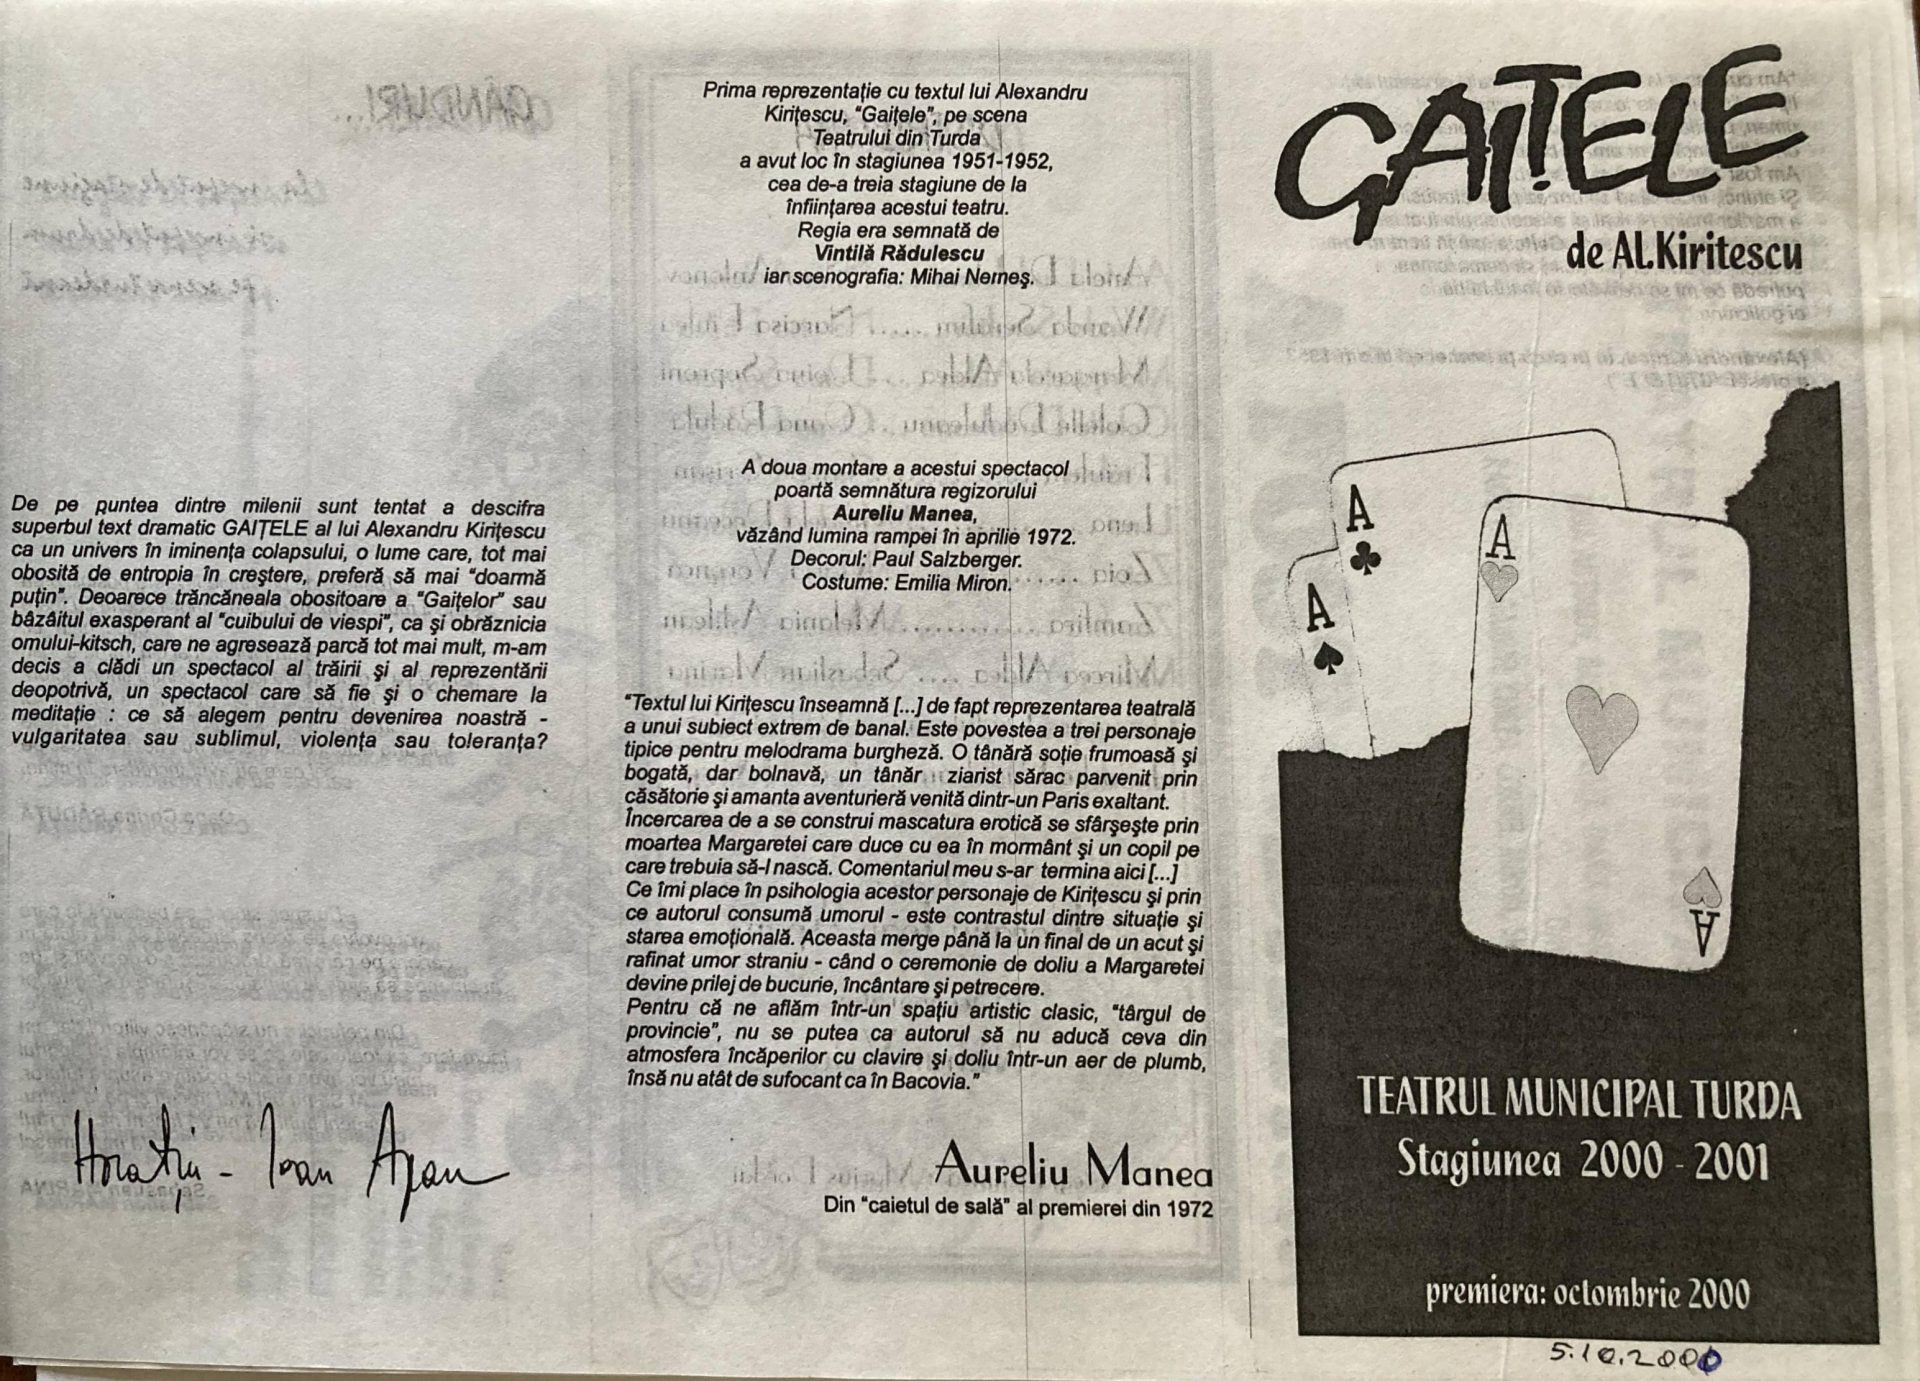 De pe puntea dintre milenii sunt tentat a descifra
superbul text dramatic GAIȚELE al lui Alexandru Kirițescu
ca un univers în iminența colapsului, o lume care, tot mai
obosită de entropia în creștere, preferă să mai “doarmă
puțin”. Deoarece trăncăneala obositoare a “Gaițelor” sau
bâzâitul exasperant al “cuibului de viespi”, ca și obrăznicia
omului-kitsch, care ne agresează parcă tot mai mult, m-am
decis a clădi un spectacol al trăirii și al reprezentării
deopotrivă, un spectacol care să fie și o chemare la
meditație : ce să alegem pentru devenirea noastră -
vulgaritatea sau sublimul, violența sau toleranța?
Horațiu - Ioan Apan
Prima reprezentație cu textul lui Alexandru
Kirițescu, “Gaițele”, pe scena
Teatrului din Turda
a avut loc în stagiunea 1951-1952,
cea de-a treia stagiune de la
înființarea acestui teatru.
Regia era semnată de
Vintilă Rădulescu
iar scenografia: Mihai Nerneș.
A doua montare a acestui spectacol
poartă semnătura regizorului
Aureliu Manea,
văzând lumina rampei în aprilie 1972.
Decorul: Paul Salzberger.
Costume: Emilia Miron.
“Textul lui Kirițescu înseamnă [...] de fapt reprezentarea teatrală
a unui subiect extrem de banal. Este povestea a trei personaje
tipice pentru melodrama burgheză. O tânără soție frumoasă și
bogată, dar bolnavă, un tânăr ziarist sărac parvenit prin
căsătorie și amanta aventurieră venită dintr-un Paris exaltant.
Încercarea de a se construi mascatura erotică se sfârșește prin
moartea Margaretei care duce cu ea în mormânt și un copil pe
care trebuia să-l nască. Comentariul meu s-ar termina aici [...]
Ce îmi place în psihologia acestor personaje de Kirițescu și prin
ce autorul consumă umorul - este contrastul dintre situație și
starea emoțională. Aceasta merge până la un final de un acut și
rafinat umor straniu - când o ceremonie de doliu a Margaretei
devine prilej de bucurie, încântare și petrecere.
Pentru că ne aflăm într-un spațiu artistic clasic, “târgul de
provincie”, nu se putea ca autorul să nu aducă ceva din
atmosfera încăperilor cu clavire și doliu într-un aer de plumb,
însă nu atât de sufocant ca în Bacovia.”
Aureliu Manea
Din “caietul de sală” al premierei din 1972
GAIȚELE
de Al.Kiritescu
A
A
A
A
TEATRUL MUNICIPAL TURDA
Stagiunea 2000 - 2001
premiera: octombrie 2000
5.10.2000